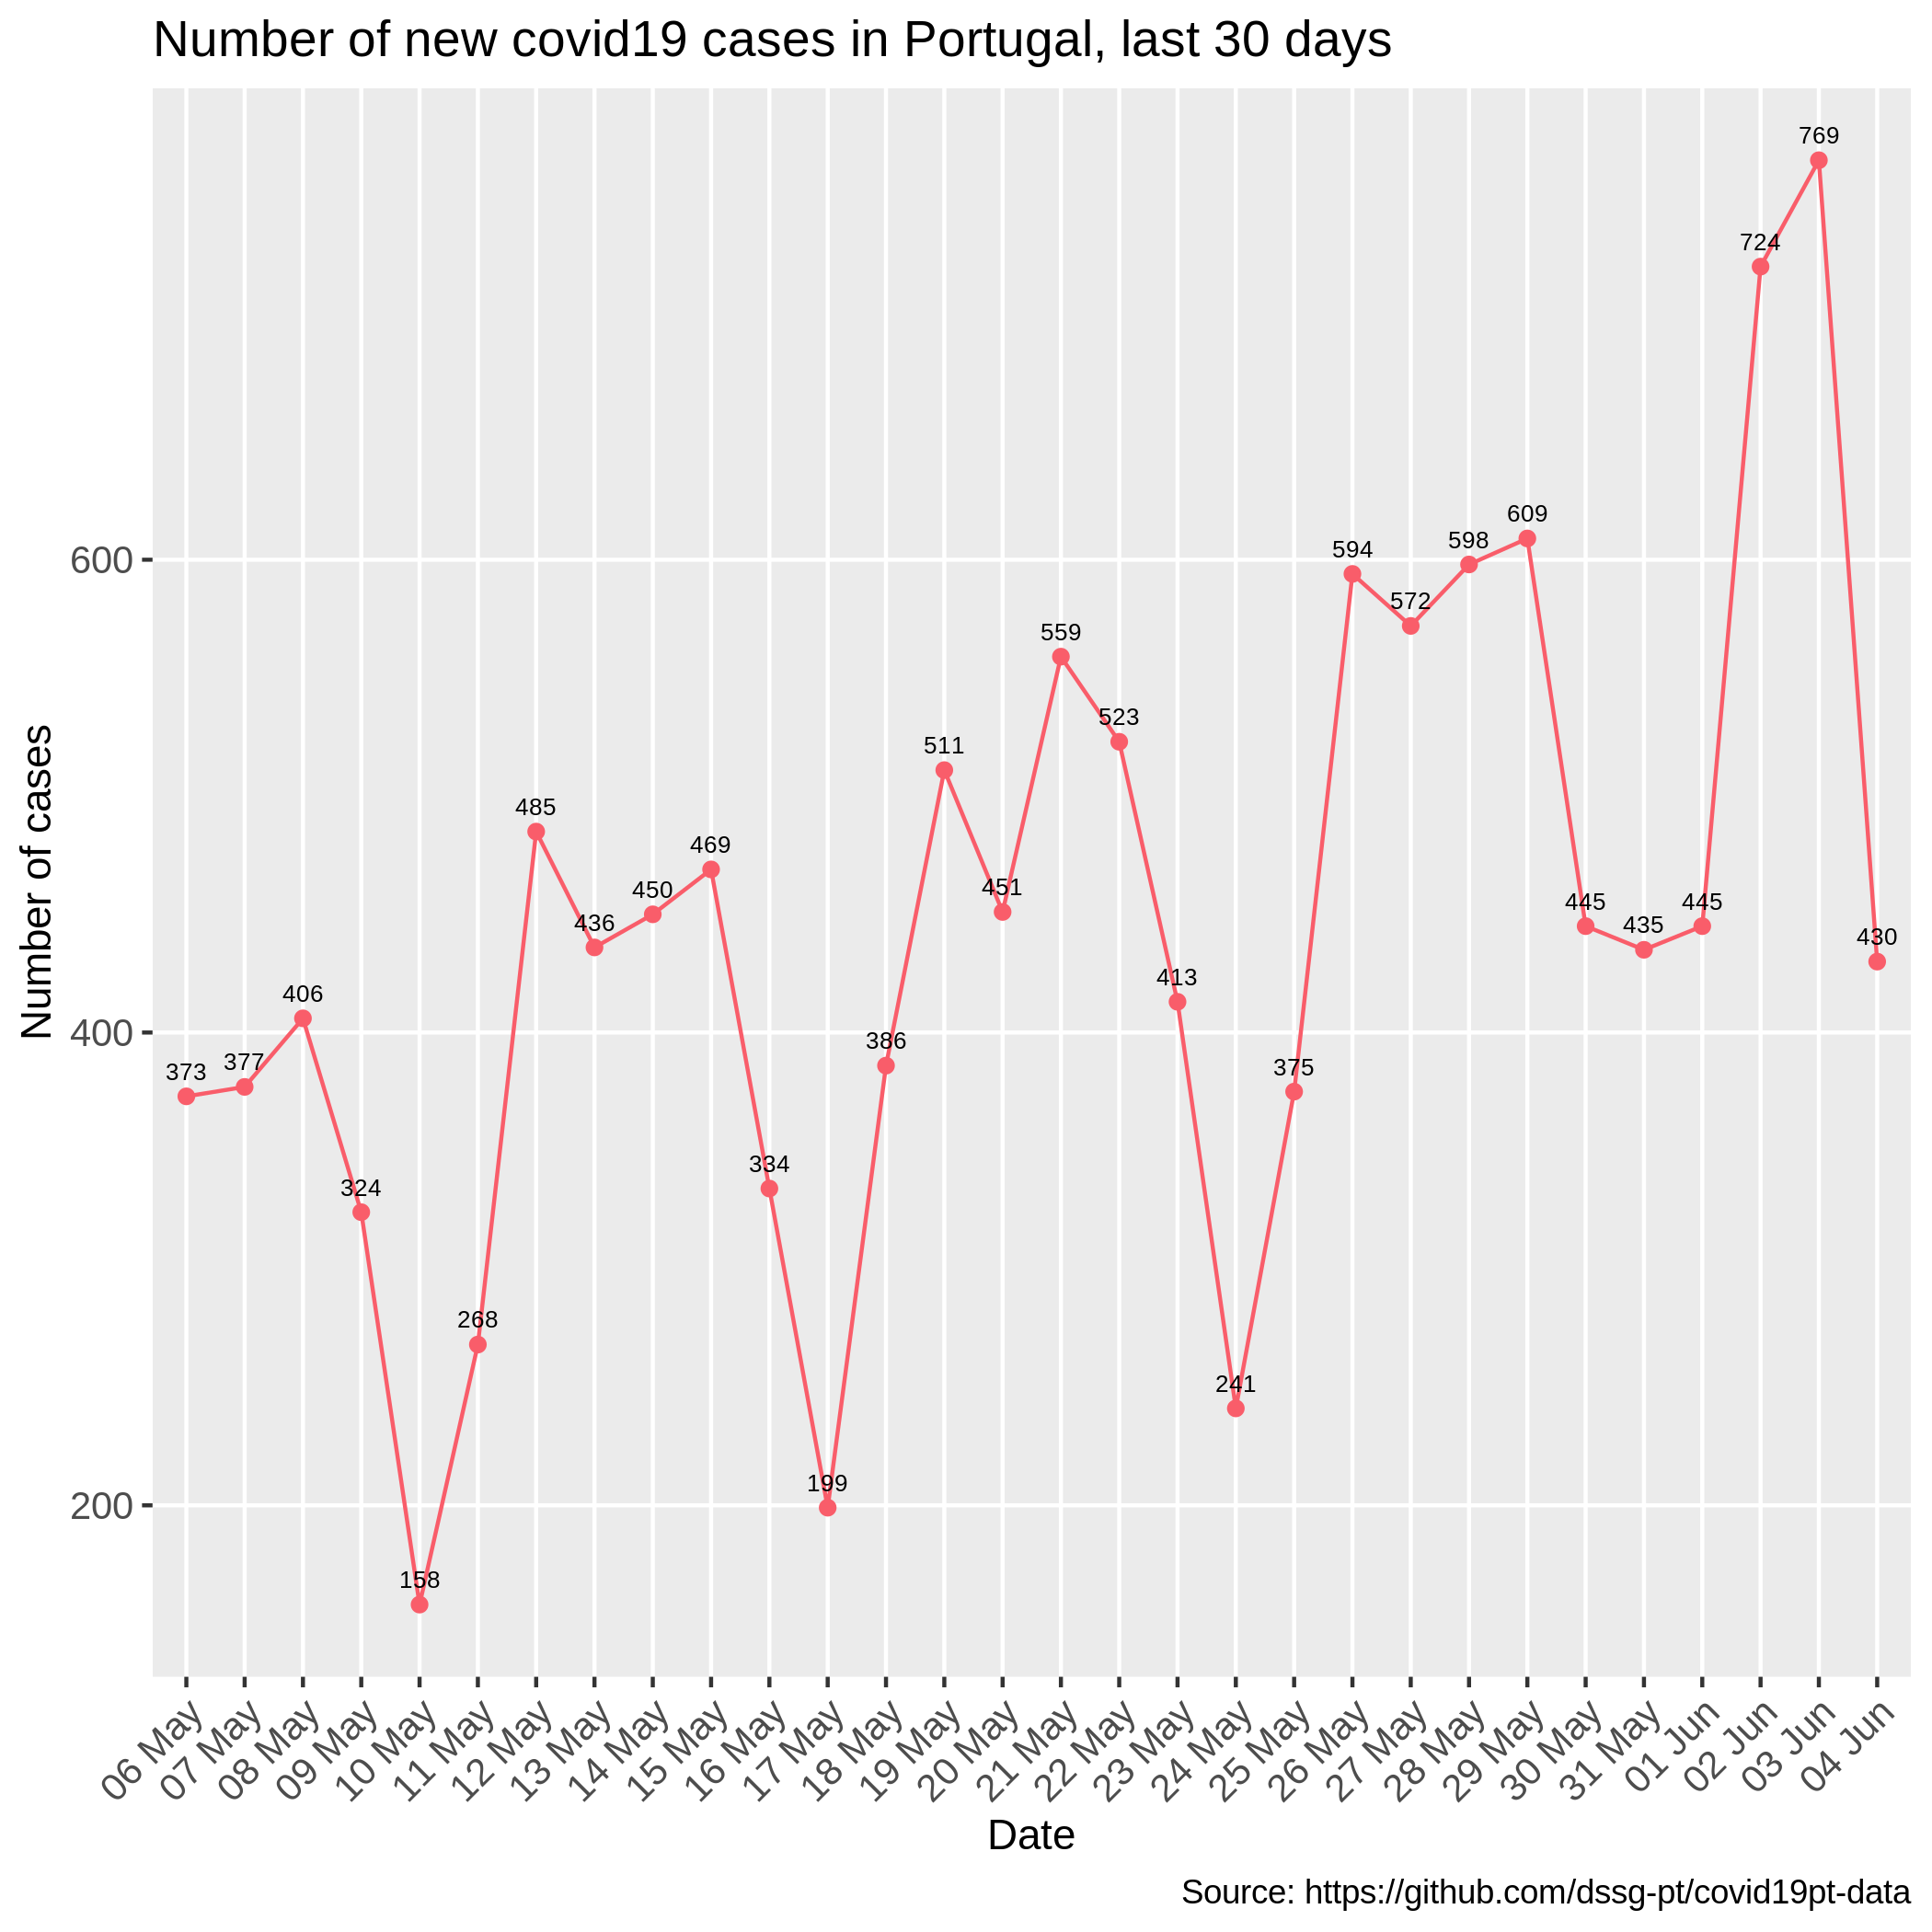 Number of new covid19 cases in Portugal, last 30 days
769
724
609
598
594
600
572
559
523
511
485
469
451
450
445
445
436
435
430
413
406
400
386
377
375
373
334
324
268
241
199
200
158
Number of cases
06 May
07 May
08 May
09 May
10 May
11 May
12 May
13 May
14 May
15 May
16 May
17 May
18 May
19 May
20 May
21 May
22 May
23 May
24 May
25 May
26 May
27 May
28 May
29 May
30 May
31 May
01 Jun
02 Jun
03 Jun
04 Jun
Date
Source: https://github.com/dssg-pt/covid19pt-data